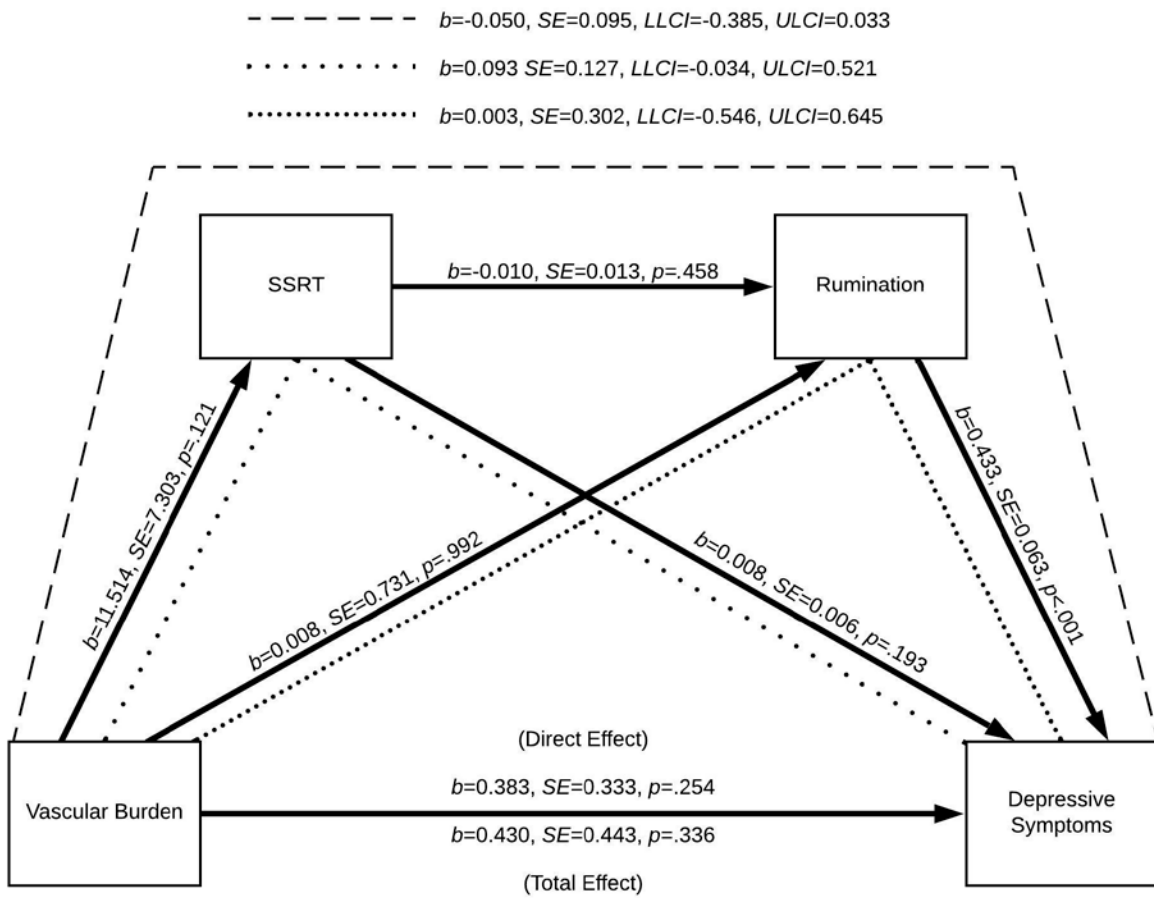 b=-0.050, SE=0.095, LLCI=-0.385, ULCI=0.033
b=0.093 SE=0.127, LLCI=-0.034, ULCI=0.521
b=0.003, SE=0.302, LLCI=-0.546, ULCI=0.645
SSRT
b=-0.010, SE=0.013, p=.458
Rumination
b=11.514, SE=7.303, p=.121
b=0.008, SE=0.731, p=.992
b=0.008, SE=0.006, p=.193
b=0.433, SE=0.063, p<.001
Vascular Burden
(Direct Effect)
b=0.383, SE=0.333, p=.254
b=0.430, SE=0.443, p=.336
(Total Effect)
Depressive
Symptoms